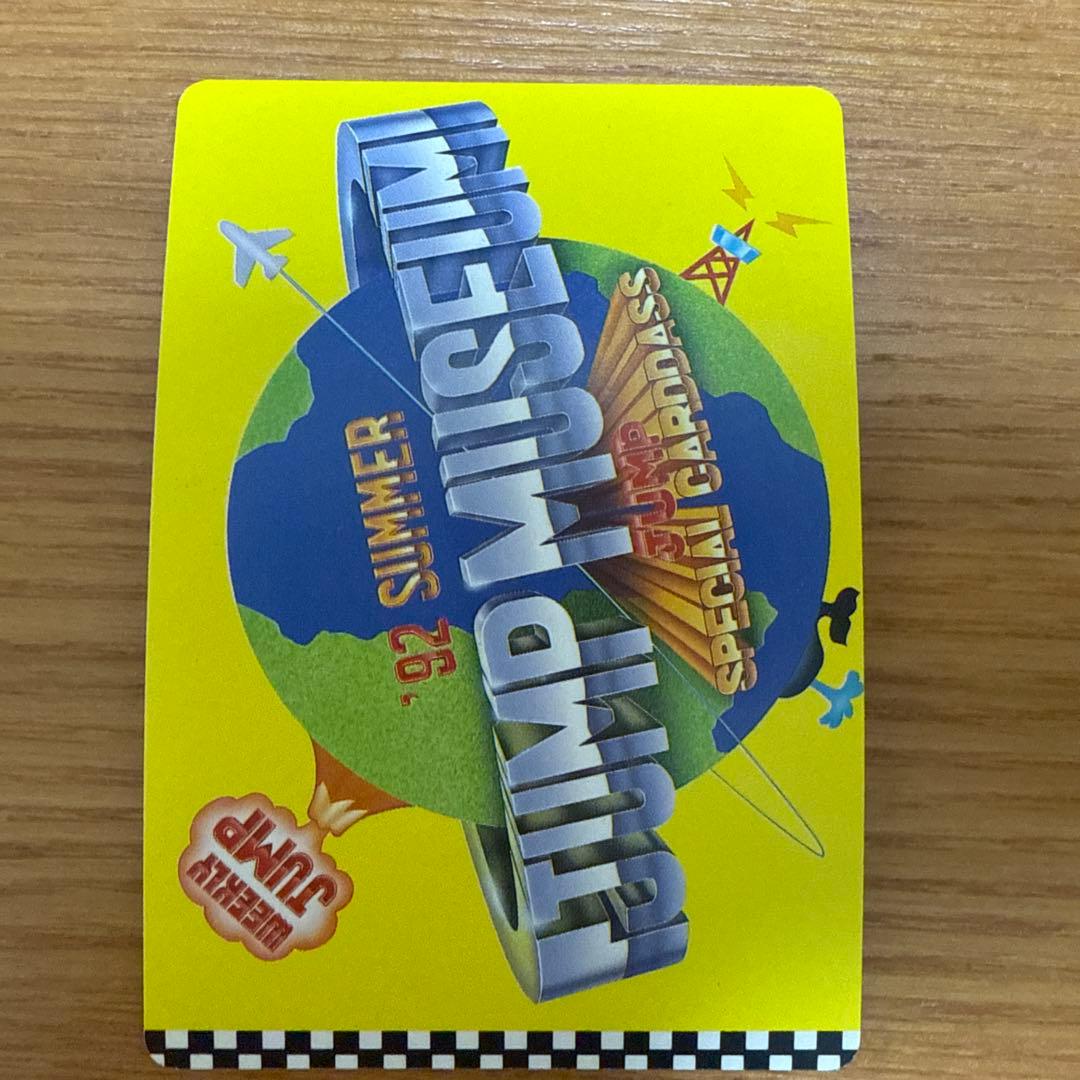 '92 SUMMER
JUMP MUSEUM
JUMP
SPECIAL CARDDASS
WEEKLY
JUMP